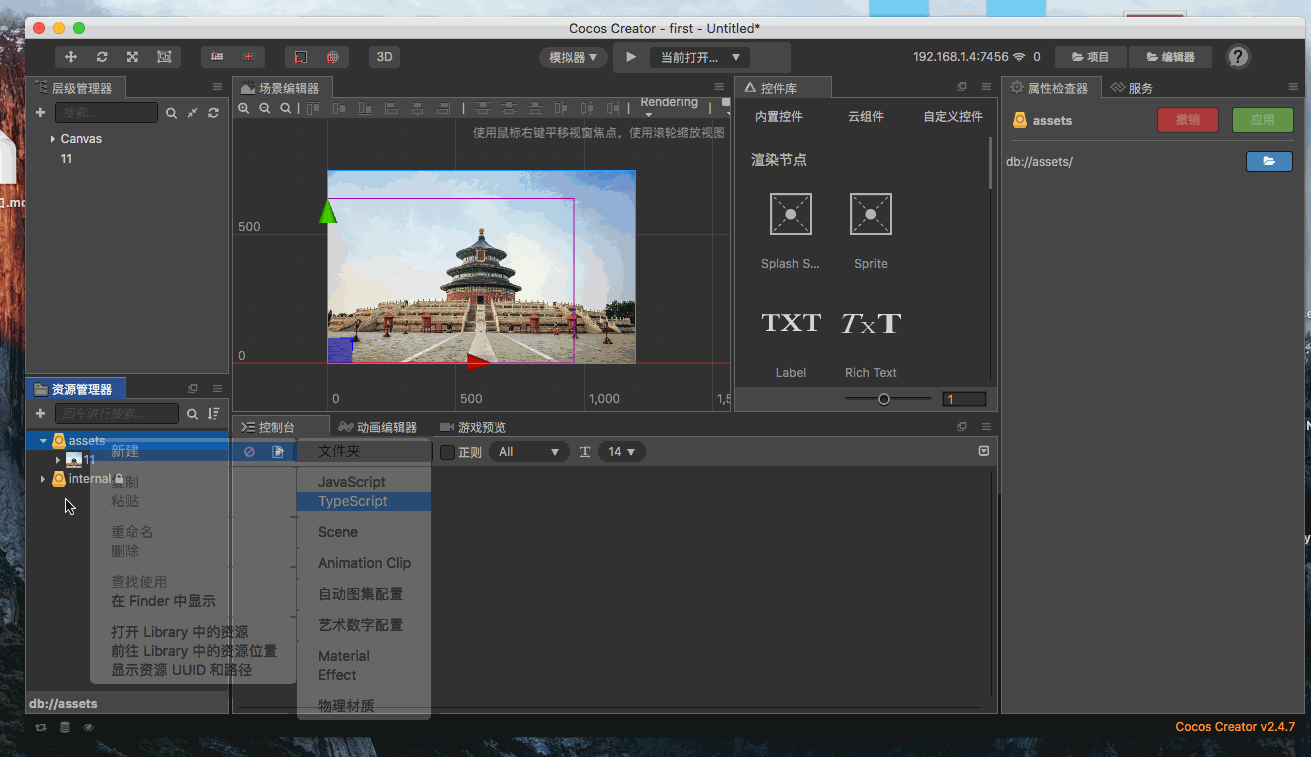 Cocos Creator - first - Untitled*
3D
模拟器
当前打开...
192.168.1.4:7456
0
项目
编辑器
?
层级管理器
搜索...
Canvas
11
场景编辑器
Rendering
使用鼠标右键平移视窗焦点，使用滚轮缩放视图
500
0
0
500
1,000
1,5
控件库
内置控件
云组件
自定义控件
渲染节点
Splash S...
Sprite
TXT
TxT
Label
Rich Text
1
属性检查器
服务
assets
撤销
应用
db://assets/
资源管理器
回车进行搜索...
assets
11
internal
新建
复制
粘贴
重命名
删除
查找使用
在 Finder 中显示
打开 Library 中的资源
前往 Library 中的资源位置
显示资源 UUID 和路径
文件夹
JavaScript
TypeScript
Scene
Animation Clip
自动图集配置
艺术数字配置
Material
Effect
物理材质
控制台
动画编辑器
游戏预览
正则
All
14
db://assets
Cocos Creator v2.4.7